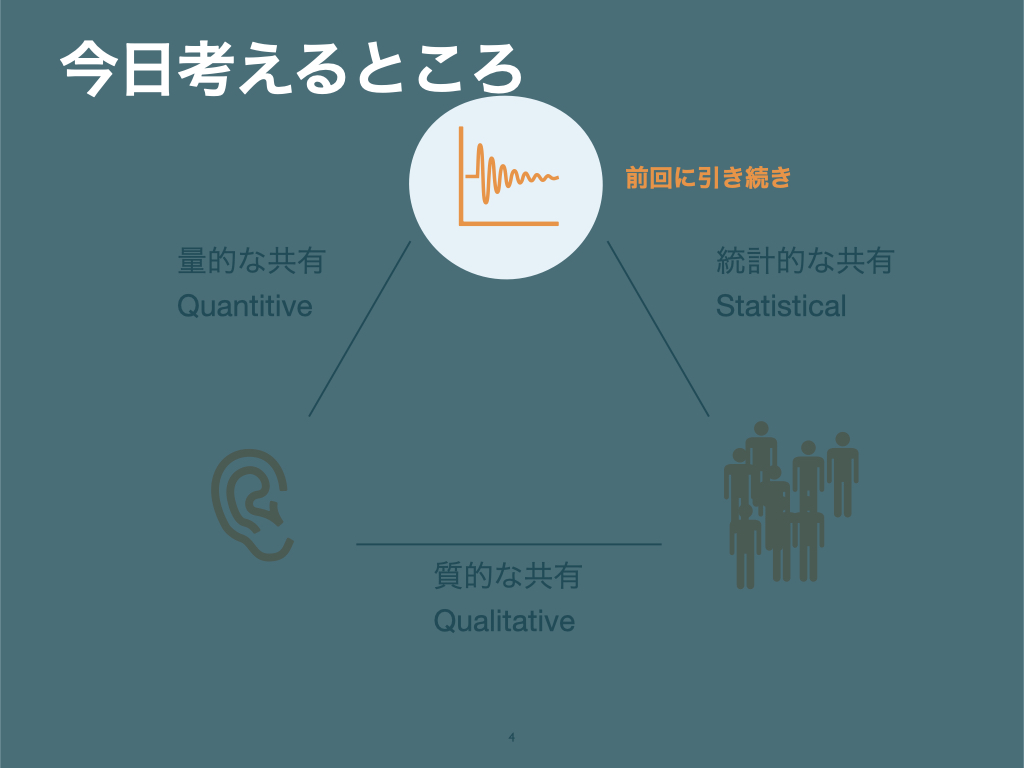 今日考えるところ
前回に引き続き
量的な共有
Quantitive
統計的な共有
Statistical
質的な共有
Qualitative
4